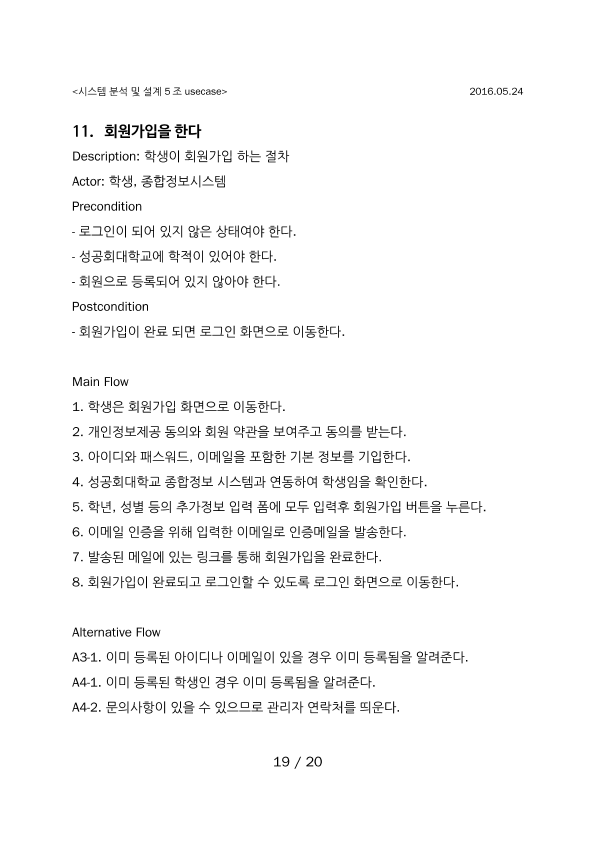 <시스템 분석 및 설계 5 조 usecase> 2016.05.24
11. 회원가입을 한다
Description: 학생이 회원가입 하는 절차
Actor: 학생, 종합정보시스템
Precondition
- 로그인이 되어 있지 않은 상태여야 한다.
- 성공회대학교에 학적이 있어야 한다.
- 회원으로 등록되어 있지 않아야 한다.
Postcondition
- 회원가입이 완료 되면 로그인 화면으로 이동한다.
Main Flow
1. 학생은 회원가입 화면으로 이동한다.
2. 개인정보제공 동의와 회원 약관을 보여주고 동의를 받는다.
3. 아이디와 패스워드, 이메일을 포함한 기본 정보를 기입한다.
4. 성공회대학교 종합정보 시스템과 연동하여 학생임을 확인한다.
5. 학년, 성별 등의 추가정보 입력 폼에 모두 입력후 회원가입 버튼을 누른다.
6. 이메일 인증을 위해 입력한 이메일로 인증메일을 발송한다.
7. 발송된 메일에 있는 링크를 통해 회원가입을 완료한다.
8. 회원가입이 완료되고 로그인할 수 있도록 로그인 화면으로 이동한다.
Alternative Flow
A3-1. 이미 등록된 아이디나 이메일이 있을 경우 이미 등록됨을 알려준다.
A4-1. 이미 등록된 학생인 경우 이미 등록됨을 알려준다.
A4-2. 문의사항이 있을 수 있으므로 관리자 연락처를 띄운다.
19 / 20